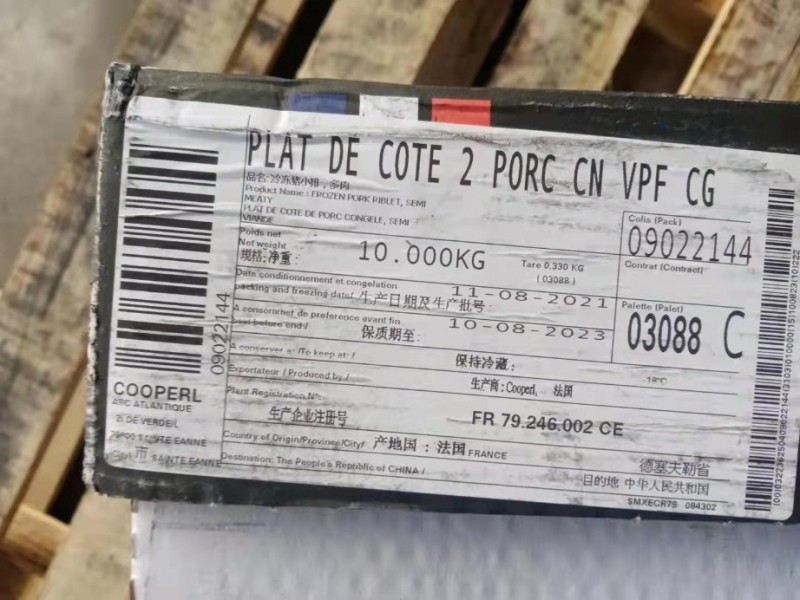 PLAT DE COTE 2 PORC CN VPF CG
品名:冷冻猪小排,多肉
Product Name : FROZEN PORK RIBLET, SEMI
MEATY
PLAT DE COTE DE PORC CONGELE, SEMI
VIANDE
Colis (Pack)
09022144
Poids net
Net weight
规格:净重:
10.000KG
Tare 0.330 KG
(03088)
Contrat (Contract)
Date conditionnement et congelation
packing and freezing date/ 生产日期及生产批号:
11-08-2021
Palette (Palet)
03088 C
A consommer de preference avant fin
best before end /
保质期至:
10-08-2023
A conserver a: /To keep at: /
保持冷藏:
-18°C
Exportateur / Produced by /
生产商:Cooperl, 法国
Plant Registration N°:
生产企业注册号
FR 79.246.002 CE
Country of Origin/Province/City/ 产地国:法国 FRANCE
德塞夫勒省
Destination: The People's Republic of CHINA /
目的地 中华人民共和国
SMXECR79 084302
09022144
COOPERL
ARC ATLANTIQUE
ZI DE VERDEIL
79800 SAINTE EANNE
市 SAINTE EANNE